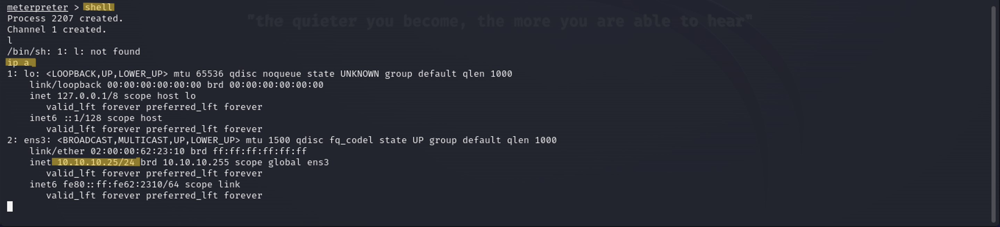 meterpreter > shell
Process 2207 created.
"the quieter you become, the more you are able to hear"
Channel 1 created.
l
/bin/sh: 1: l: not found
ip a
1: lo: <LOOPBACK,UP,LOWER_UP> mtu 65536 qdisc noqueue state UNKNOWN group default qlen 1000
    link/loopback 00:00:00:00:00:00 brd 00:00:00:00:00:00
    inet 127.0.0.1/8 scope host lo
       valid_lft forever preferred_lft forever
    inet6 ::1/128 scope host
       valid_lft forever preferred_lft forever
2: ens3: <BROADCAST,MULTICAST,UP,LOWER_UP> mtu 1500 qdisc fq_codel state UP group default qlen 1000
    link/ether 02:00:00:62:23:10 brd ff:ff:ff:ff:ff:ff
    inet 10.10.10.25/24 brd 10.10.10.255 scope global ens3
       valid_lft forever preferred_lft forever
    inet6 fe80::ff:fe62:2310/64 scope link
       valid_lft forever preferred_lft forever